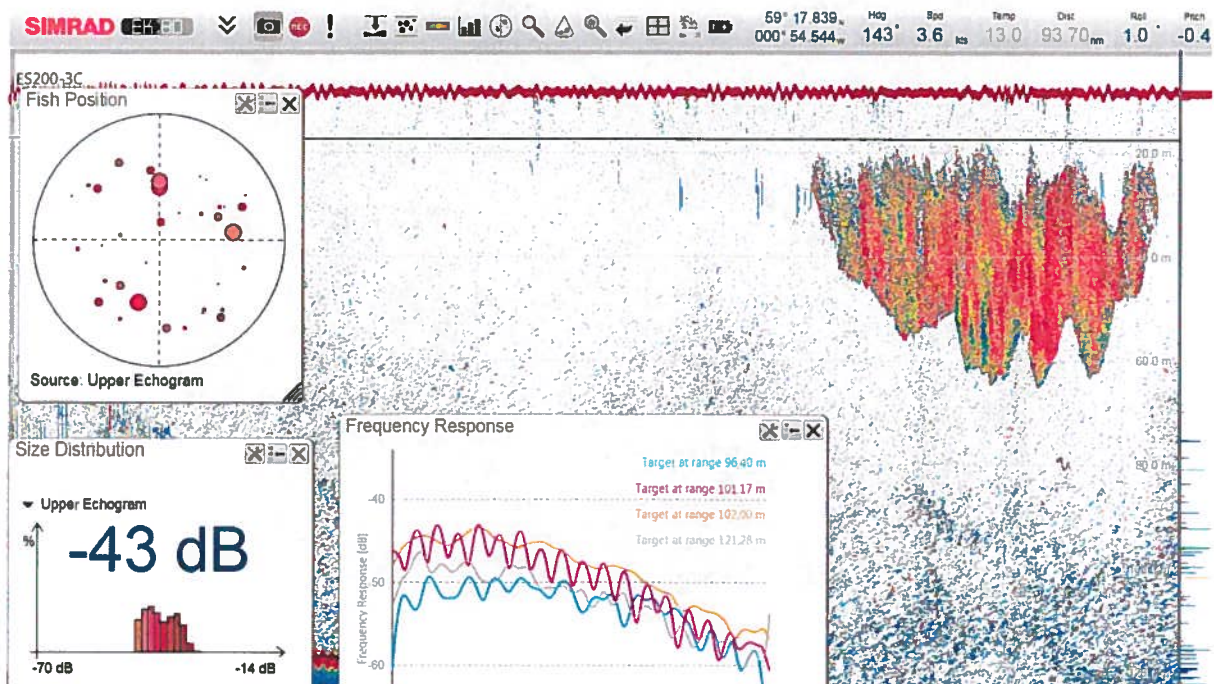 SIMRAD EK80
REC
59° 17.839 N
000° 54.544 W
Hdg
143°
Spd
3.6 kts
Temp
13.0
Dist
93.70 nm
Roll
1.0 °
Pitch
-0.4
ES200-3C
Fish Position
20.0 m
60.0 m
Source: Upper Echogram
Size Distribution
Upper Echogram
%
-43 dB
-70 dB
-14 dB
Frequency Response
Target at range 96,40 m
Target at range 101.17 m
Target at range 102,00 m
Target at range 121,28 m
Frequency Response [dB]
-40
-50
-60
80.0 m